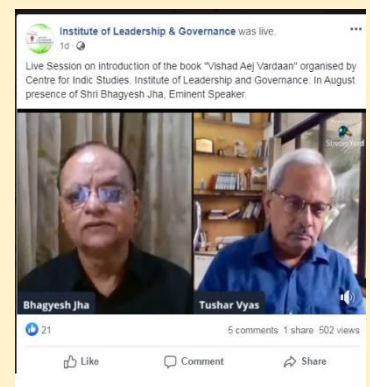 Institute of Leadership & Governance was live.
1d ·
Live Session on introduction of the book "Vishad Aej Vardaan" organised by
Centre for Indic Studies. Institute of Leadership and Governance. In August
presence of Shri Bhagyesh Jha, Eminent Speaker.
StreamYard
Bhagyesh Jha
Tushar Vyas
21
5 comments 1 share 502 views
Like Comment Share